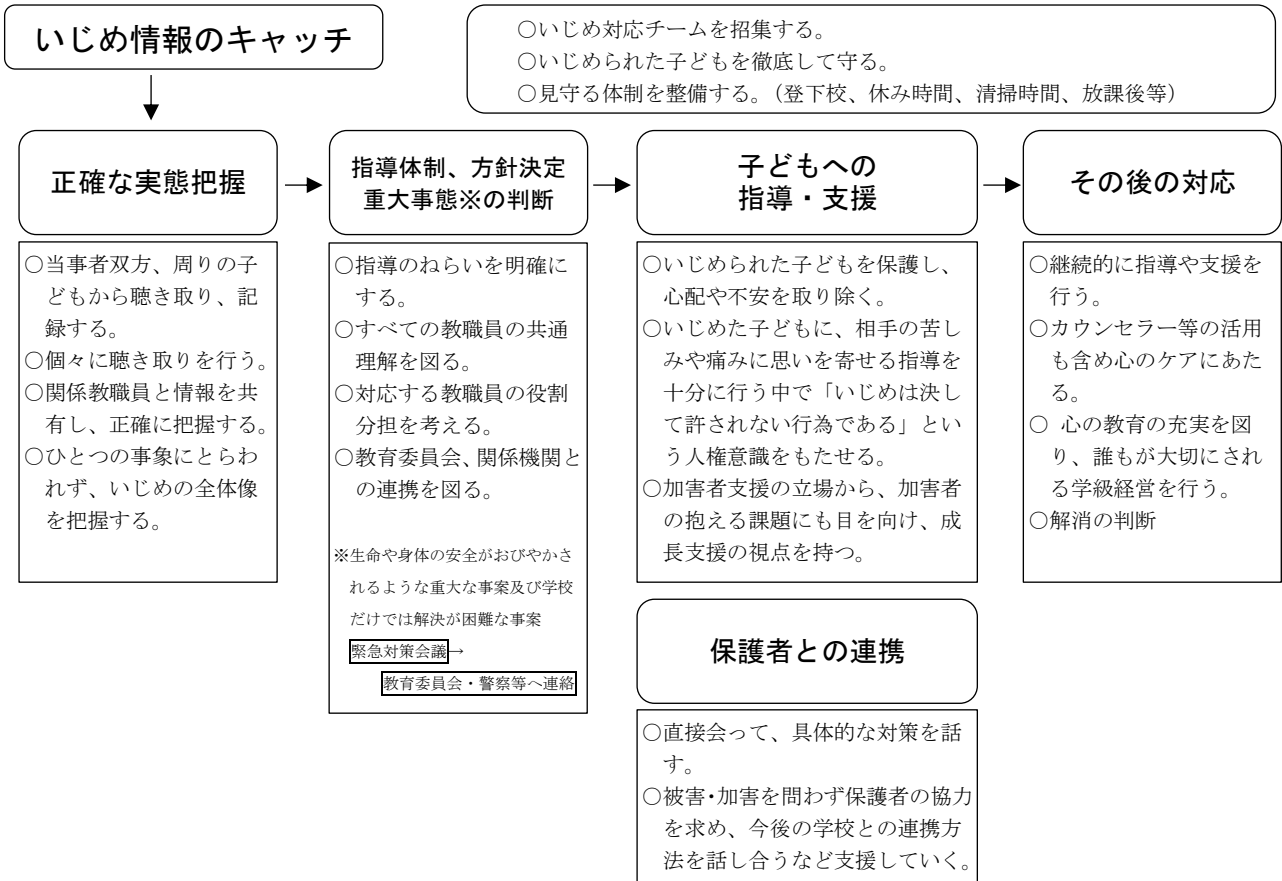 いじめ情報のキャッチ
○いじめ対応チームを招集する。
○いじめられた子どもを徹底して守る。
○見守る体制を整備する。（登下校、休み時間、清掃時間、放課後等）
正確な実態把握
○当事者双方、周りの子
どもから聴き取り、記
録する。
○個々に聴き取りを行う。
○関係教職員と情報を共
有し、正確に把握する。
○ひとつの事象にとらわ
れず、いじめの全体像
を把握する。
指導体制、方針決定
重大事態※の判断
○指導のねらいを明確に
する。
○すべての教職員の共通
理解を図る。
○対応する教職員の役割
分担を考える。
○教育委員会、関係機関と
の連携を図る。
※生命や身体の安全がおびやかさ
れるような重大な事案及び学校
だけでは解決が困難な事案
緊急対策会議→
教育委員会・警察等へ連絡
子どもへの
指導・支援
○いじめられた子どもを保護し、
心配や不安を取り除く。
○いじめた子どもに、相手の苦し
みや痛みに思いを寄せる指導を
十分に行う中で「いじめは決し
て許されない行為である」とい
う人権意識をもたせる。
○加害者支援の立場から、加害者
の抱える課題にも目を向け、成
長支援の視点を持つ。
保護者との連携
○直接会って、具体的な対策を話
す。
○被害・加害を問わず保護者の協力
を求め、今後の学校との連携方
法を話し合うなど支援していく。
その後の対応
○継続的に指導や支援を
行う。
○カウンセラー等の活用
も含め心のケアにあた
る。
○ 心の教育の充実を図
り、誰もが大切にされ
る学級経営を行う。
○解消の判断